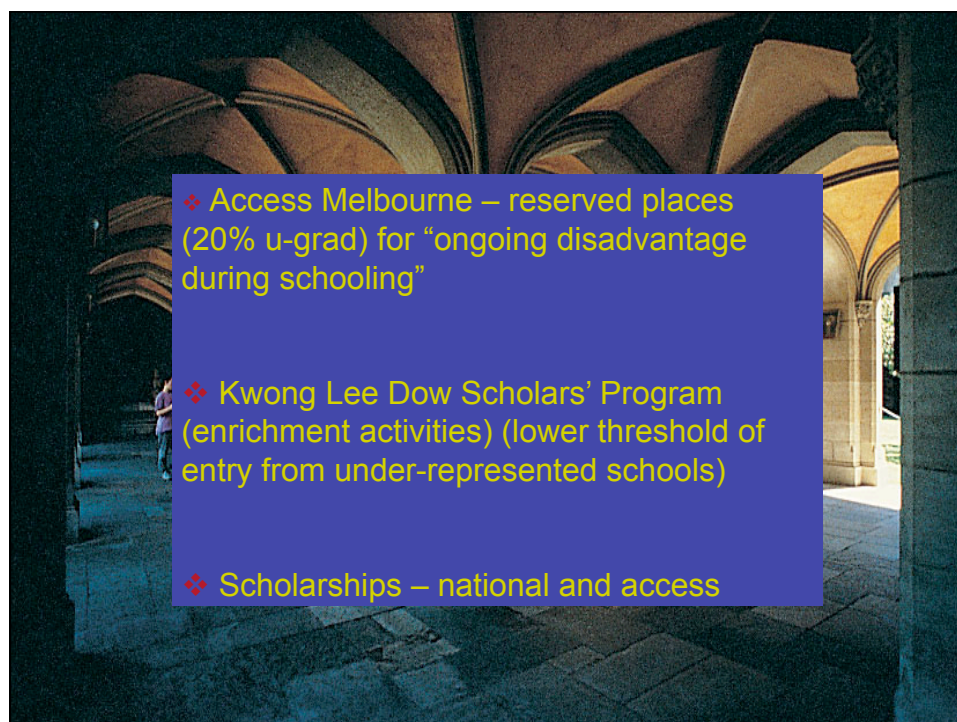 ❖ Access Melbourne – reserved places
(20% u-grad) for “ongoing disadvantage
during schooling”
❖ Kwong Lee Dow Scholars’ Program
(enrichment activities) (lower threshold of
entry from under-represented schools)
❖ Scholarships – national and access